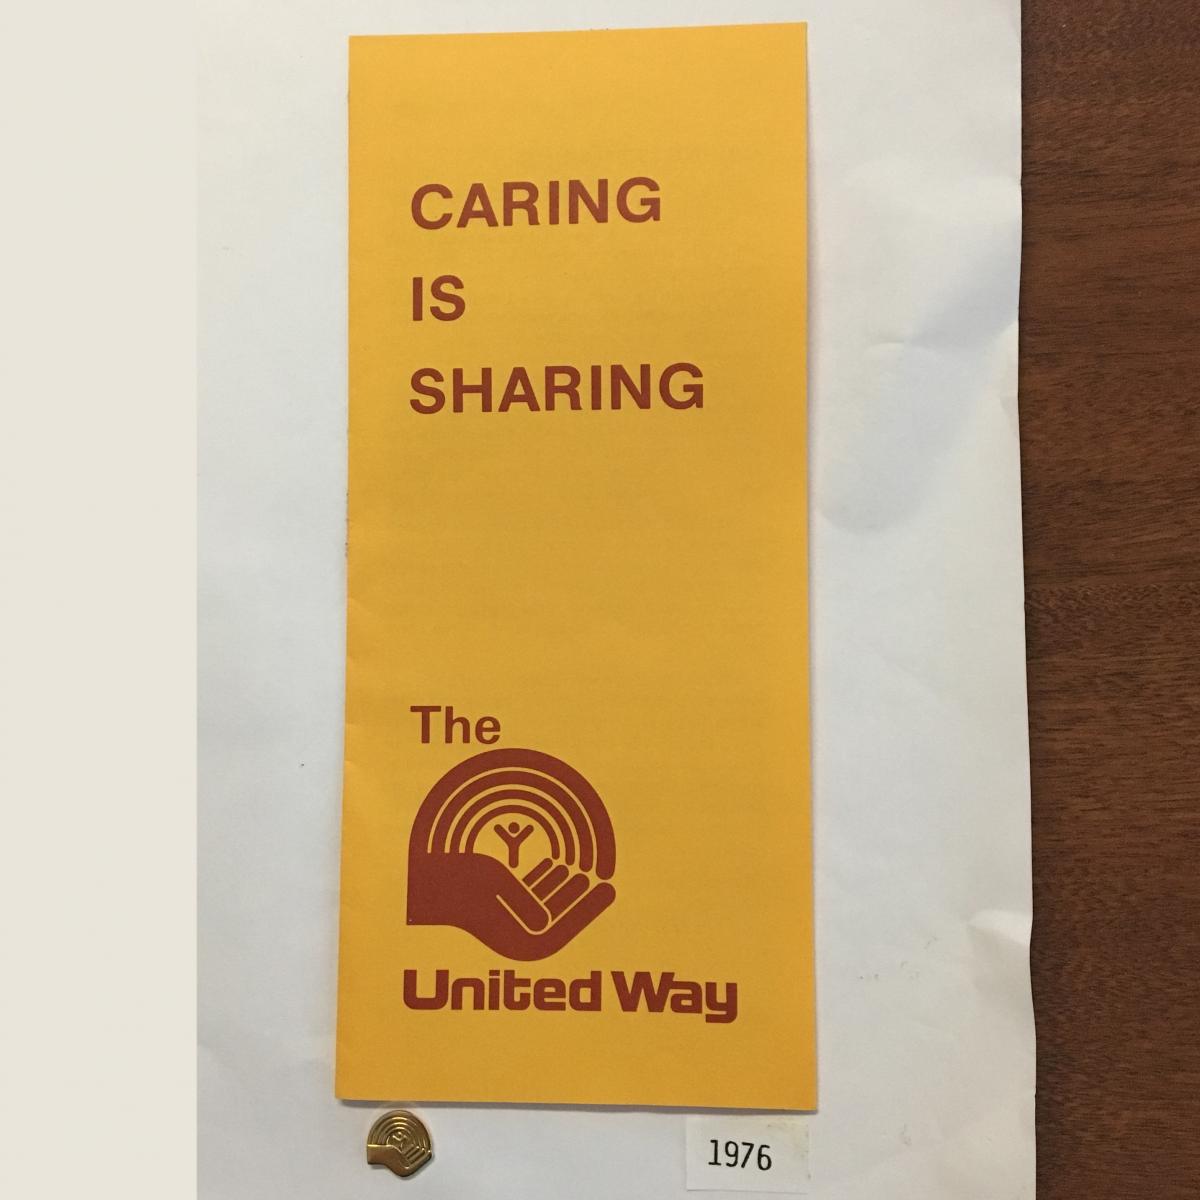 CARING
IS
SHARING
The
United Way
1976